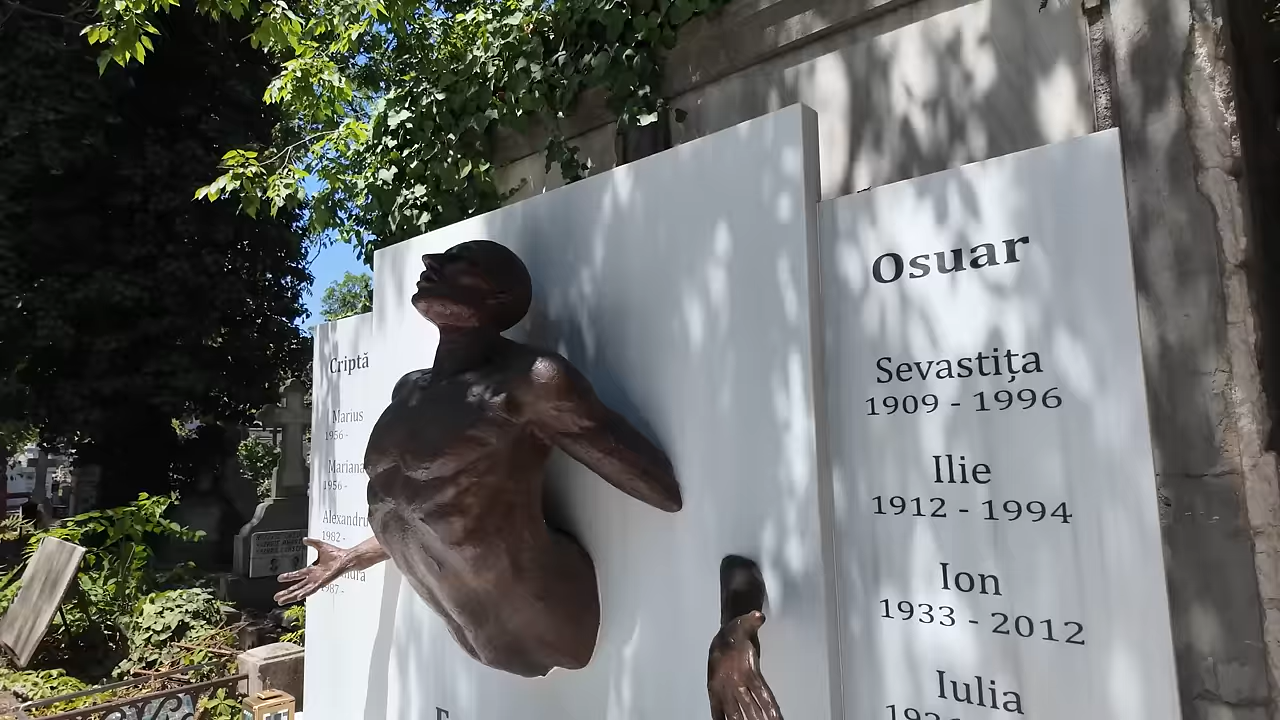 Criptă
Marius
1956 -
Mariana
1956 -
Alexandru
1982 -
1987 -
Osuar
Sevastița
1909 - 1996
Ilie
1912 - 1994
Ion
1933 - 2012
Iulia